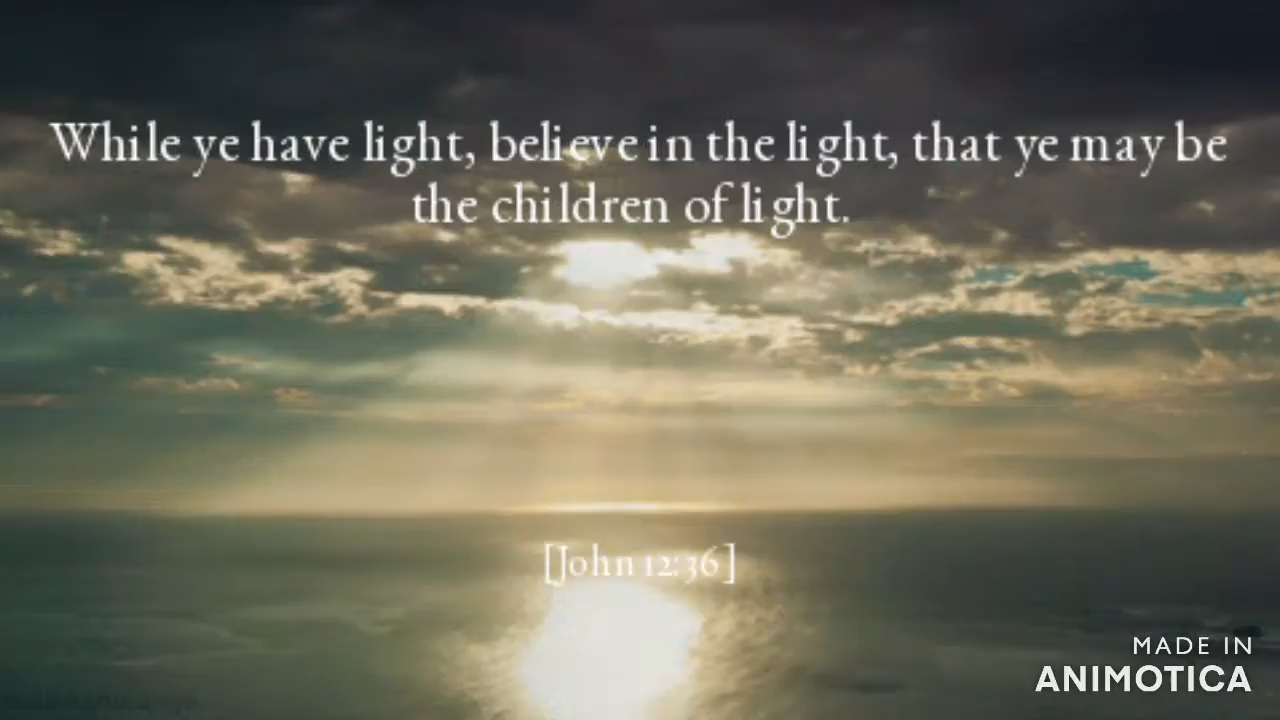 While ye have light, believe in the light, that ye may be
the children of light.
[John 12:36]
MADE IN
ANIMOTICA